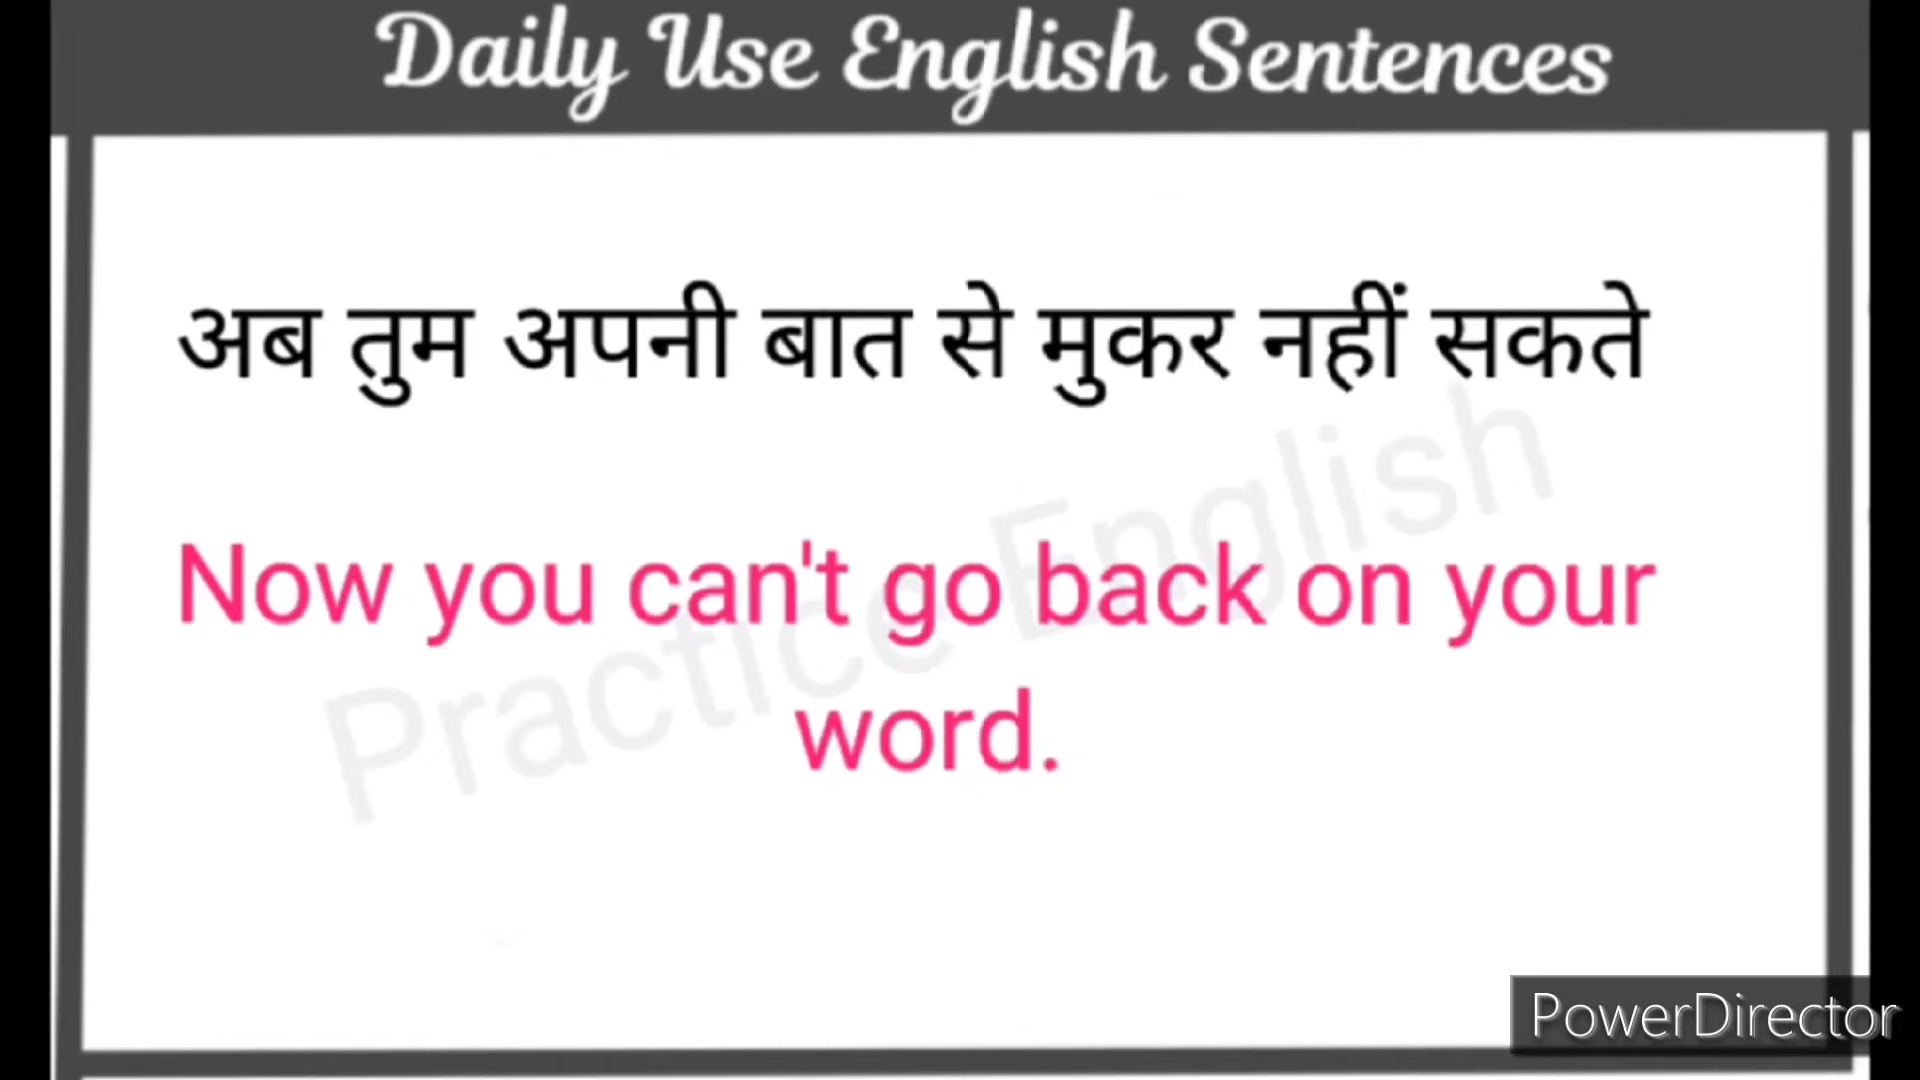 Daily Use English Sentences
अब तुम अपनी बात से मुकर नहीं सकते
Now you can't go back on your
word.
Practice English
PowerDirector